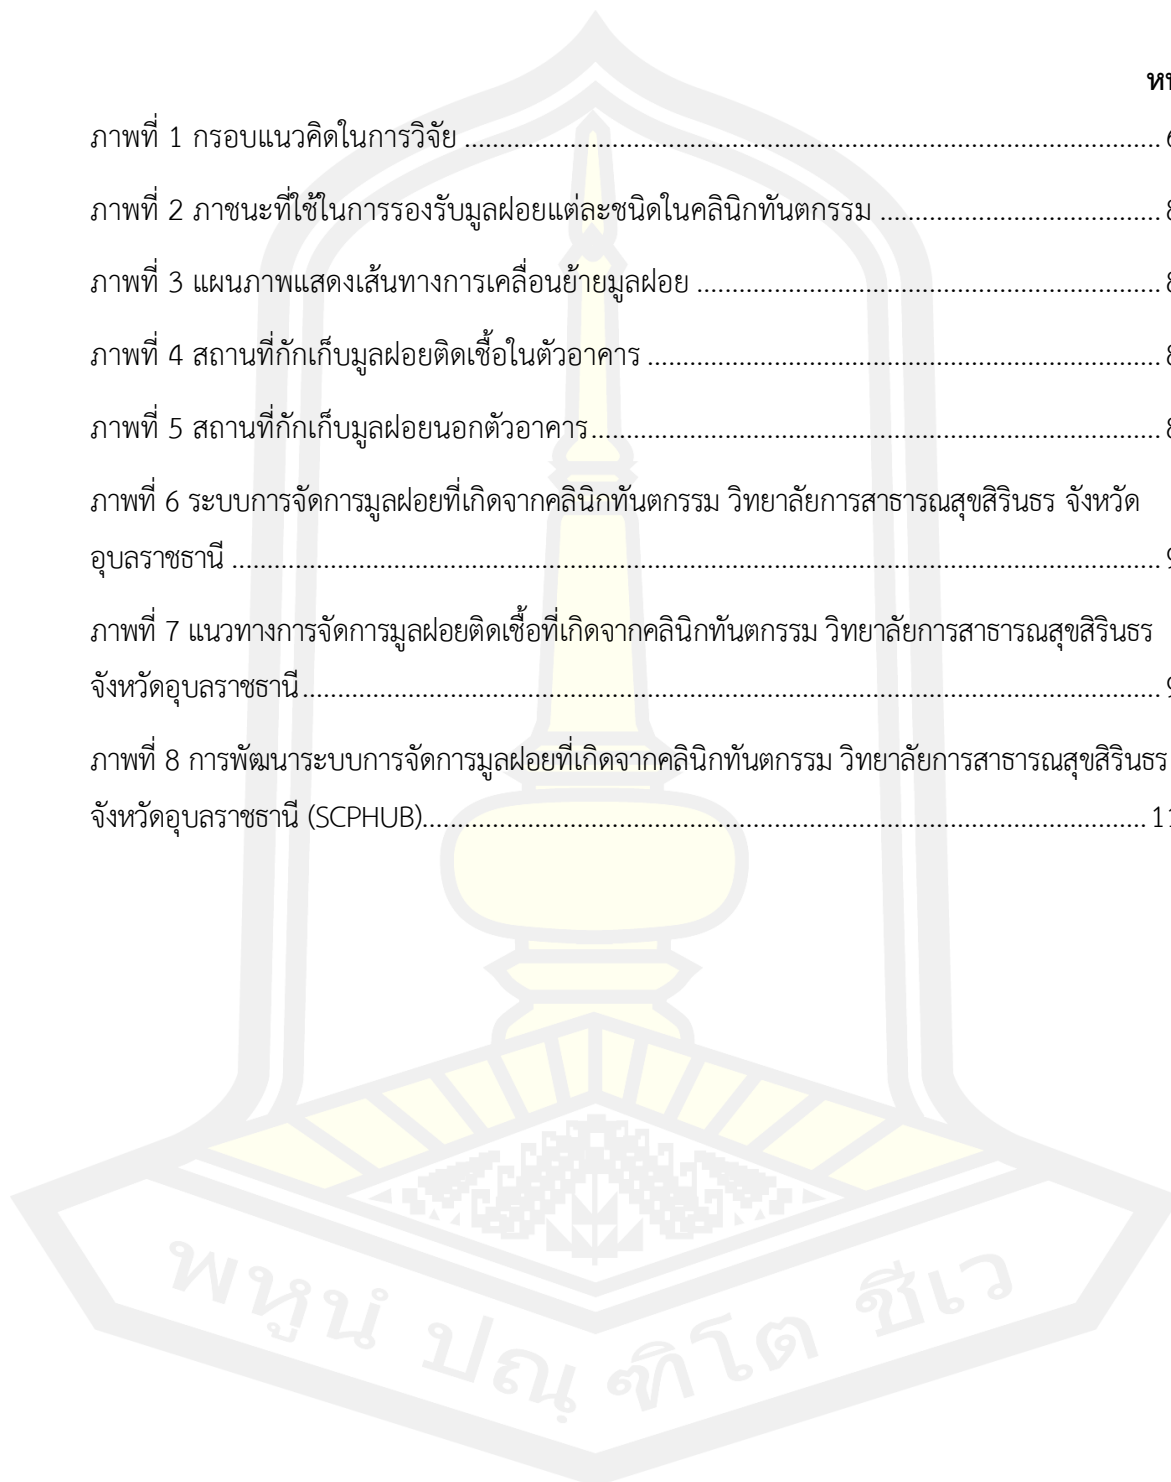 ภาพที่ 1 กรอบแนวคิดในการวิจัย
ภาพที่ 2 ภาชนะที่ใช้ในการรองรับมูลฝอยแต่ละชนิดในคลินิกทันตกรรม
ภาพที่ 3 แผนภาพแสดงเส้นทางการเคลื่อนย้ายมูลฝอย
ภาพที่ 4 สถานที่กักเก็บมูลฝอยติดเชื้อในตัวอาคาร
ภาพที่ 5 สถานที่กักเก็บมูลฝอยนอกตัวอาคาร
ภาพที่ 6 ระบบการจัดการมูลฝอยที่เกิดจากคลินิกทันตกรรม วิทยาลัยการสาธารณสุขสิรินธร จังหวัด
อุบลราชธานี
ภาพที่ 7 แนวทางการจัดการมูลฝอยติดเชื้อที่เกิดจากคลินิกทันตกรรม วิทยาลัยการสาธารณสุขสิรินธร
จังหวัดอุบลราชธานี
ภาพที่ 8 การพัฒนาระบบการจัดการมูลฝอยที่เกิดจากคลินิกทันตกรรม วิทยาลัยการสาธารณสุขสิรินธร
จังหวัดอุบลราชธานี (SCPHUB)
พหูนํ ปณฺฑิโต ชีเว